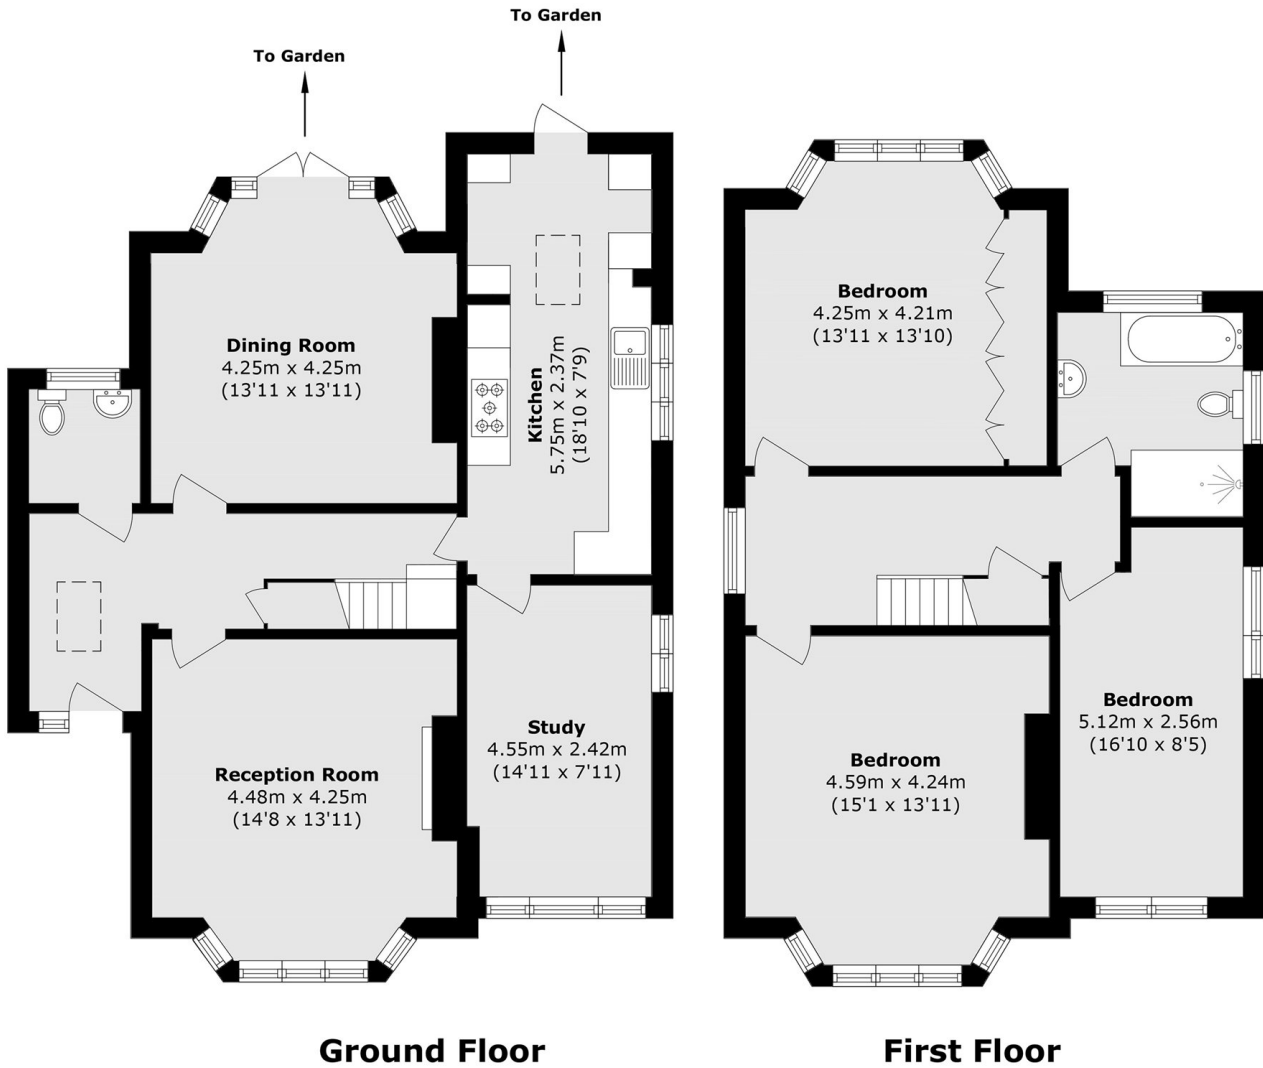 To Garden
To Garden
Dining Room
4.25m x 4.25m
(13'11 x 13'11)
Kitchen
5.75m x 2.37m
(18'10 x 7'9)
Reception Room
4.48m x 4.25m
(14'8 x 13'11)
Study
4.55m x 2.42m
(14'11 x 7'11)
Ground Floor
Bedroom
4.25m x 4.21m
(13'11 x 13'10)
Bedroom
5.12m x 2.56m
(16'10 x 8'5)
Bedroom
4.59m x 4.24m
(15'1 x 13'11)
First Floor